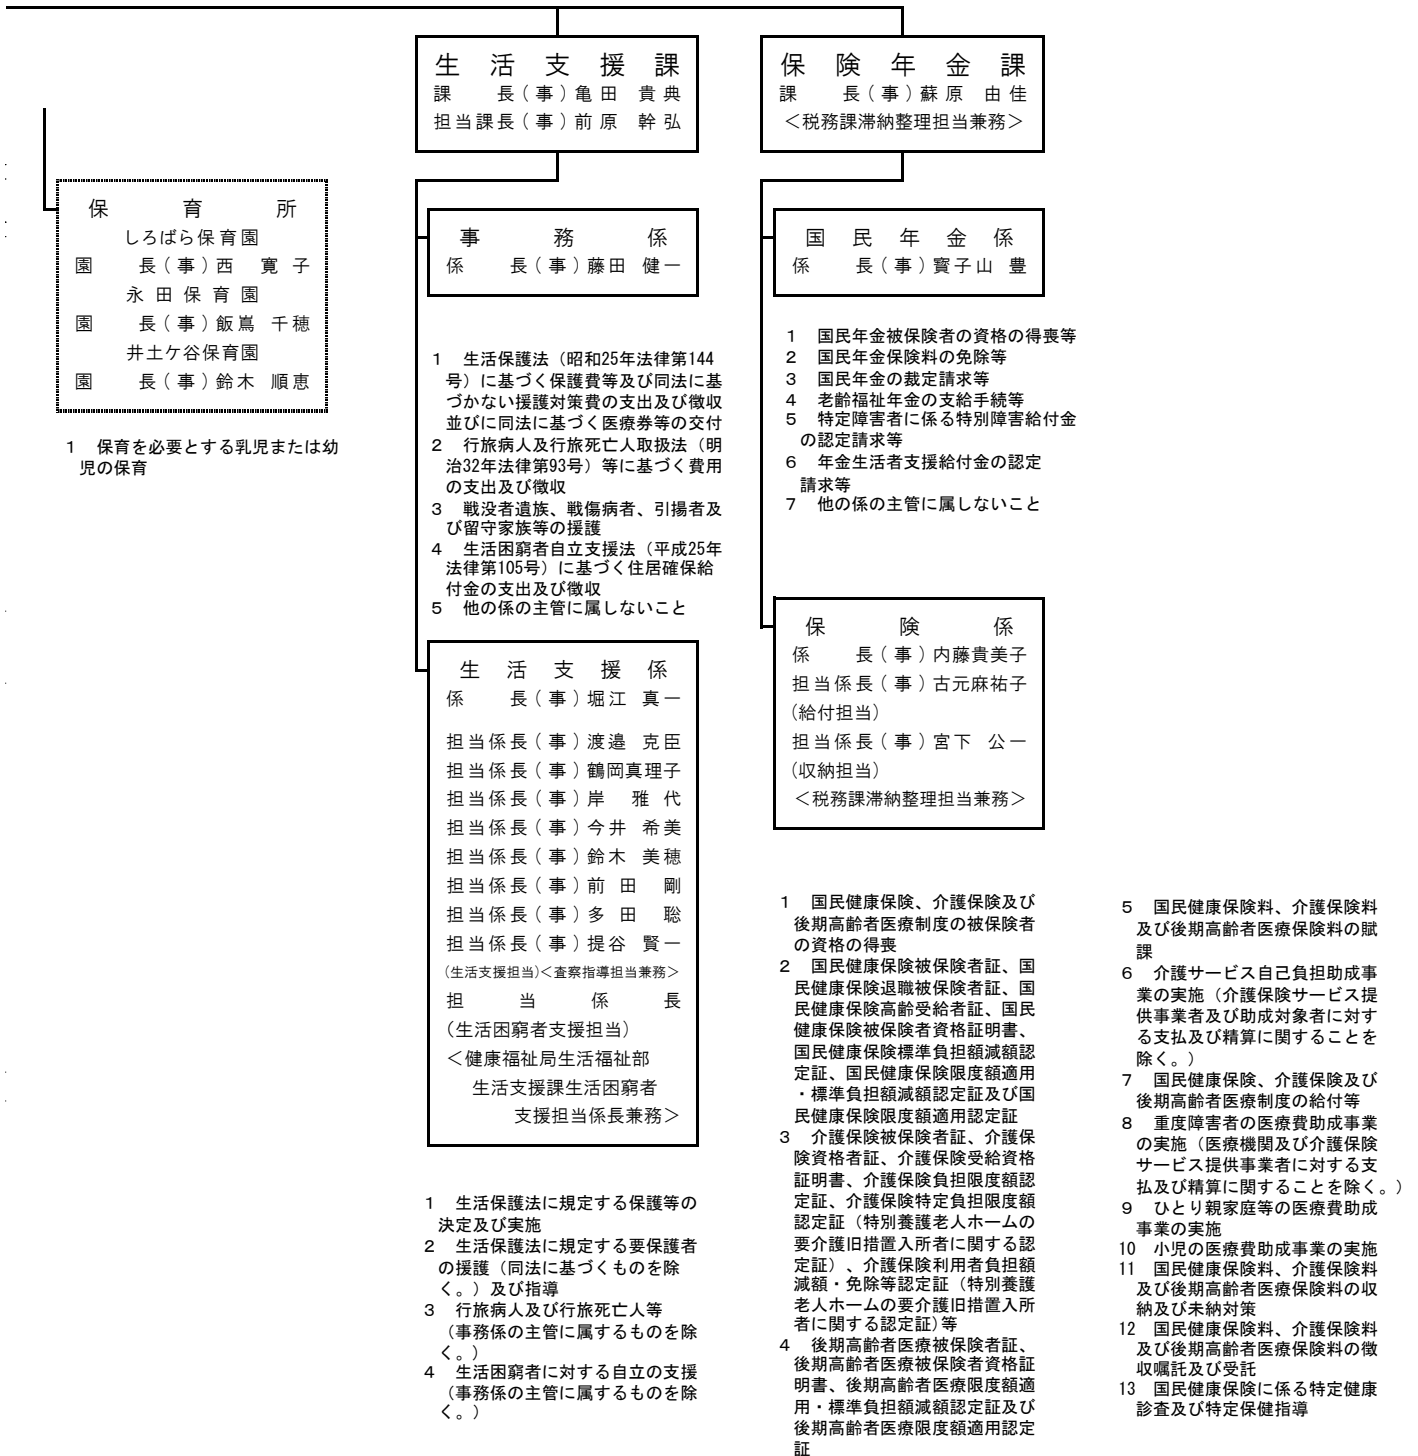 保育所
しろばら保育園
園長(事)西 寛子
永田保育園
園長(事)飯嶌 千穂
井土ケ谷保育園
園長(事)鈴木 順恵
1 保育を必要とする乳児または幼
児の保育
生活支援課
課長(事)亀田 貴典
担当課長(事)前原 幹弘
事務係
係長(事)藤田 健一
1 生活保護法（昭和25年法律第144
号）に基づく保護費等及び同法に基
づかない援護対策費の支出及び徴収
並びに同法に基づく医療券等の交付
2 行旅病人及行旅死亡人取扱法（明
治32年法律第93号）等に基づく費用
の支出及び徴収
3 戦没者遺族、戦傷病者、引揚者及
び留守家族等の援護
4 生活困窮者自立支援法（平成25年
法律第105号）に基づく住居確保給
付金の支出及び徴収
5 他の係の主管に属しないこと
生活支援係
係長(事)堀江 真一
担当係長(事)渡邉 克臣
担当係長(事)鶴岡真理子
担当係長(事)岸 雅代
担当係長(事)今井 希美
担当係長(事)鈴木 美穂
担当係長(事)前田 剛
担当係長(事)多田 聡
担当係長(事)提谷 賢一
(生活支援担当)＜査察指導担当兼務＞
担当係長
(生活困窮者支援担当)
＜健康福祉局生活福祉部
生活支援課生活困窮者
支援担当係長兼務＞
1 生活保護法に規定する保護等の
決定及び実施
2 生活保護法に規定する要保護者
の援護（同法に基づくものを除
く。）及び指導
3 行旅病人及び行旅死亡人等
（事務係の主管に属するものを除
く。）
4 生活困窮者に対する自立の支援
（事務係の主管に属するものを除
く。）
保険年金課
課長(事)蘇原 由佳
＜税務課滞納整理担当兼務＞
国民年金係
係長(事)寳子山 豊
1 国民年金被保険者の資格の得喪等
2 国民年金保険料の免除等
3 国民年金の裁定請求等
4 老齢福祉年金の支給手続等
5 特定障害者に係る特別障害給付金
の認定請求等
6 年金生活者支援給付金の認定
請求等
7 他の係の主管に属しないこと
保険係
係長(事)内藤貴美子
担当係長(事)古元麻祐子
(給付担当)
担当係長(事)宮下 公一
(収納担当)
＜税務課滞納整理担当兼務＞
1 国民健康保険、介護保険及び
後期高齢者医療制度の被保険者
の資格の得喪
2 国民健康保険被保険者証、国
民健康保険退職被保険者証、国
民健康保険高齢受給者証、国民
健康保険被保険者資格証明書、
国民健康保険標準負担額減額認
定証、国民健康保険限度額適用
・標準負担額減額認定証及び国
民健康保険限度額適用認定証
3 介護保険被保険者証、介護保
険資格者証、介護保険受給資格
証明書、介護保険負担限度額認
定証、介護保険特定負担限度額
認定証（特別養護老人ホームの
要介護旧措置入所者に関する認
定証）、介護保険利用者負担額
減額・免除等認定証（特別養護
老人ホームの要介護旧措置入所
者に関する認定証）等
4 後期高齢者医療被保険者証、
後期高齢者医療被保険者資格証
明書、後期高齢者医療限度額適
用・標準負担額減額認定証及び
後期高齢者医療限度額適用認定
証
5 国民健康保険料、介護保険料
及び後期高齢者医療保険料の賦
課
6 介護サービス自己負担助成事
業の実施（介護保険サービス提
供事業者及び助成対象者に対す
る支払及び精算に関することを
除く。）
7 国民健康保険、介護保険及び
後期高齢者医療制度の給付等
8 重度障害者の医療費助成事業
の実施（医療機関及び介護保険
サービス提供事業者に対する支
払及び精算に関することを除く。）
9 ひとり親家庭等の医療費助成
事業の実施
10 小児の医療費助成事業の実施
11 国民健康保険料、介護保険料
及び後期高齢者医療保険料の収
納及び未納対策
12 国民健康保険料、介護保険料
及び後期高齢者医療保険料の徴
収嘱託及び受託
13 国民健康保険に係る特定健康
診査及び特定保健指導